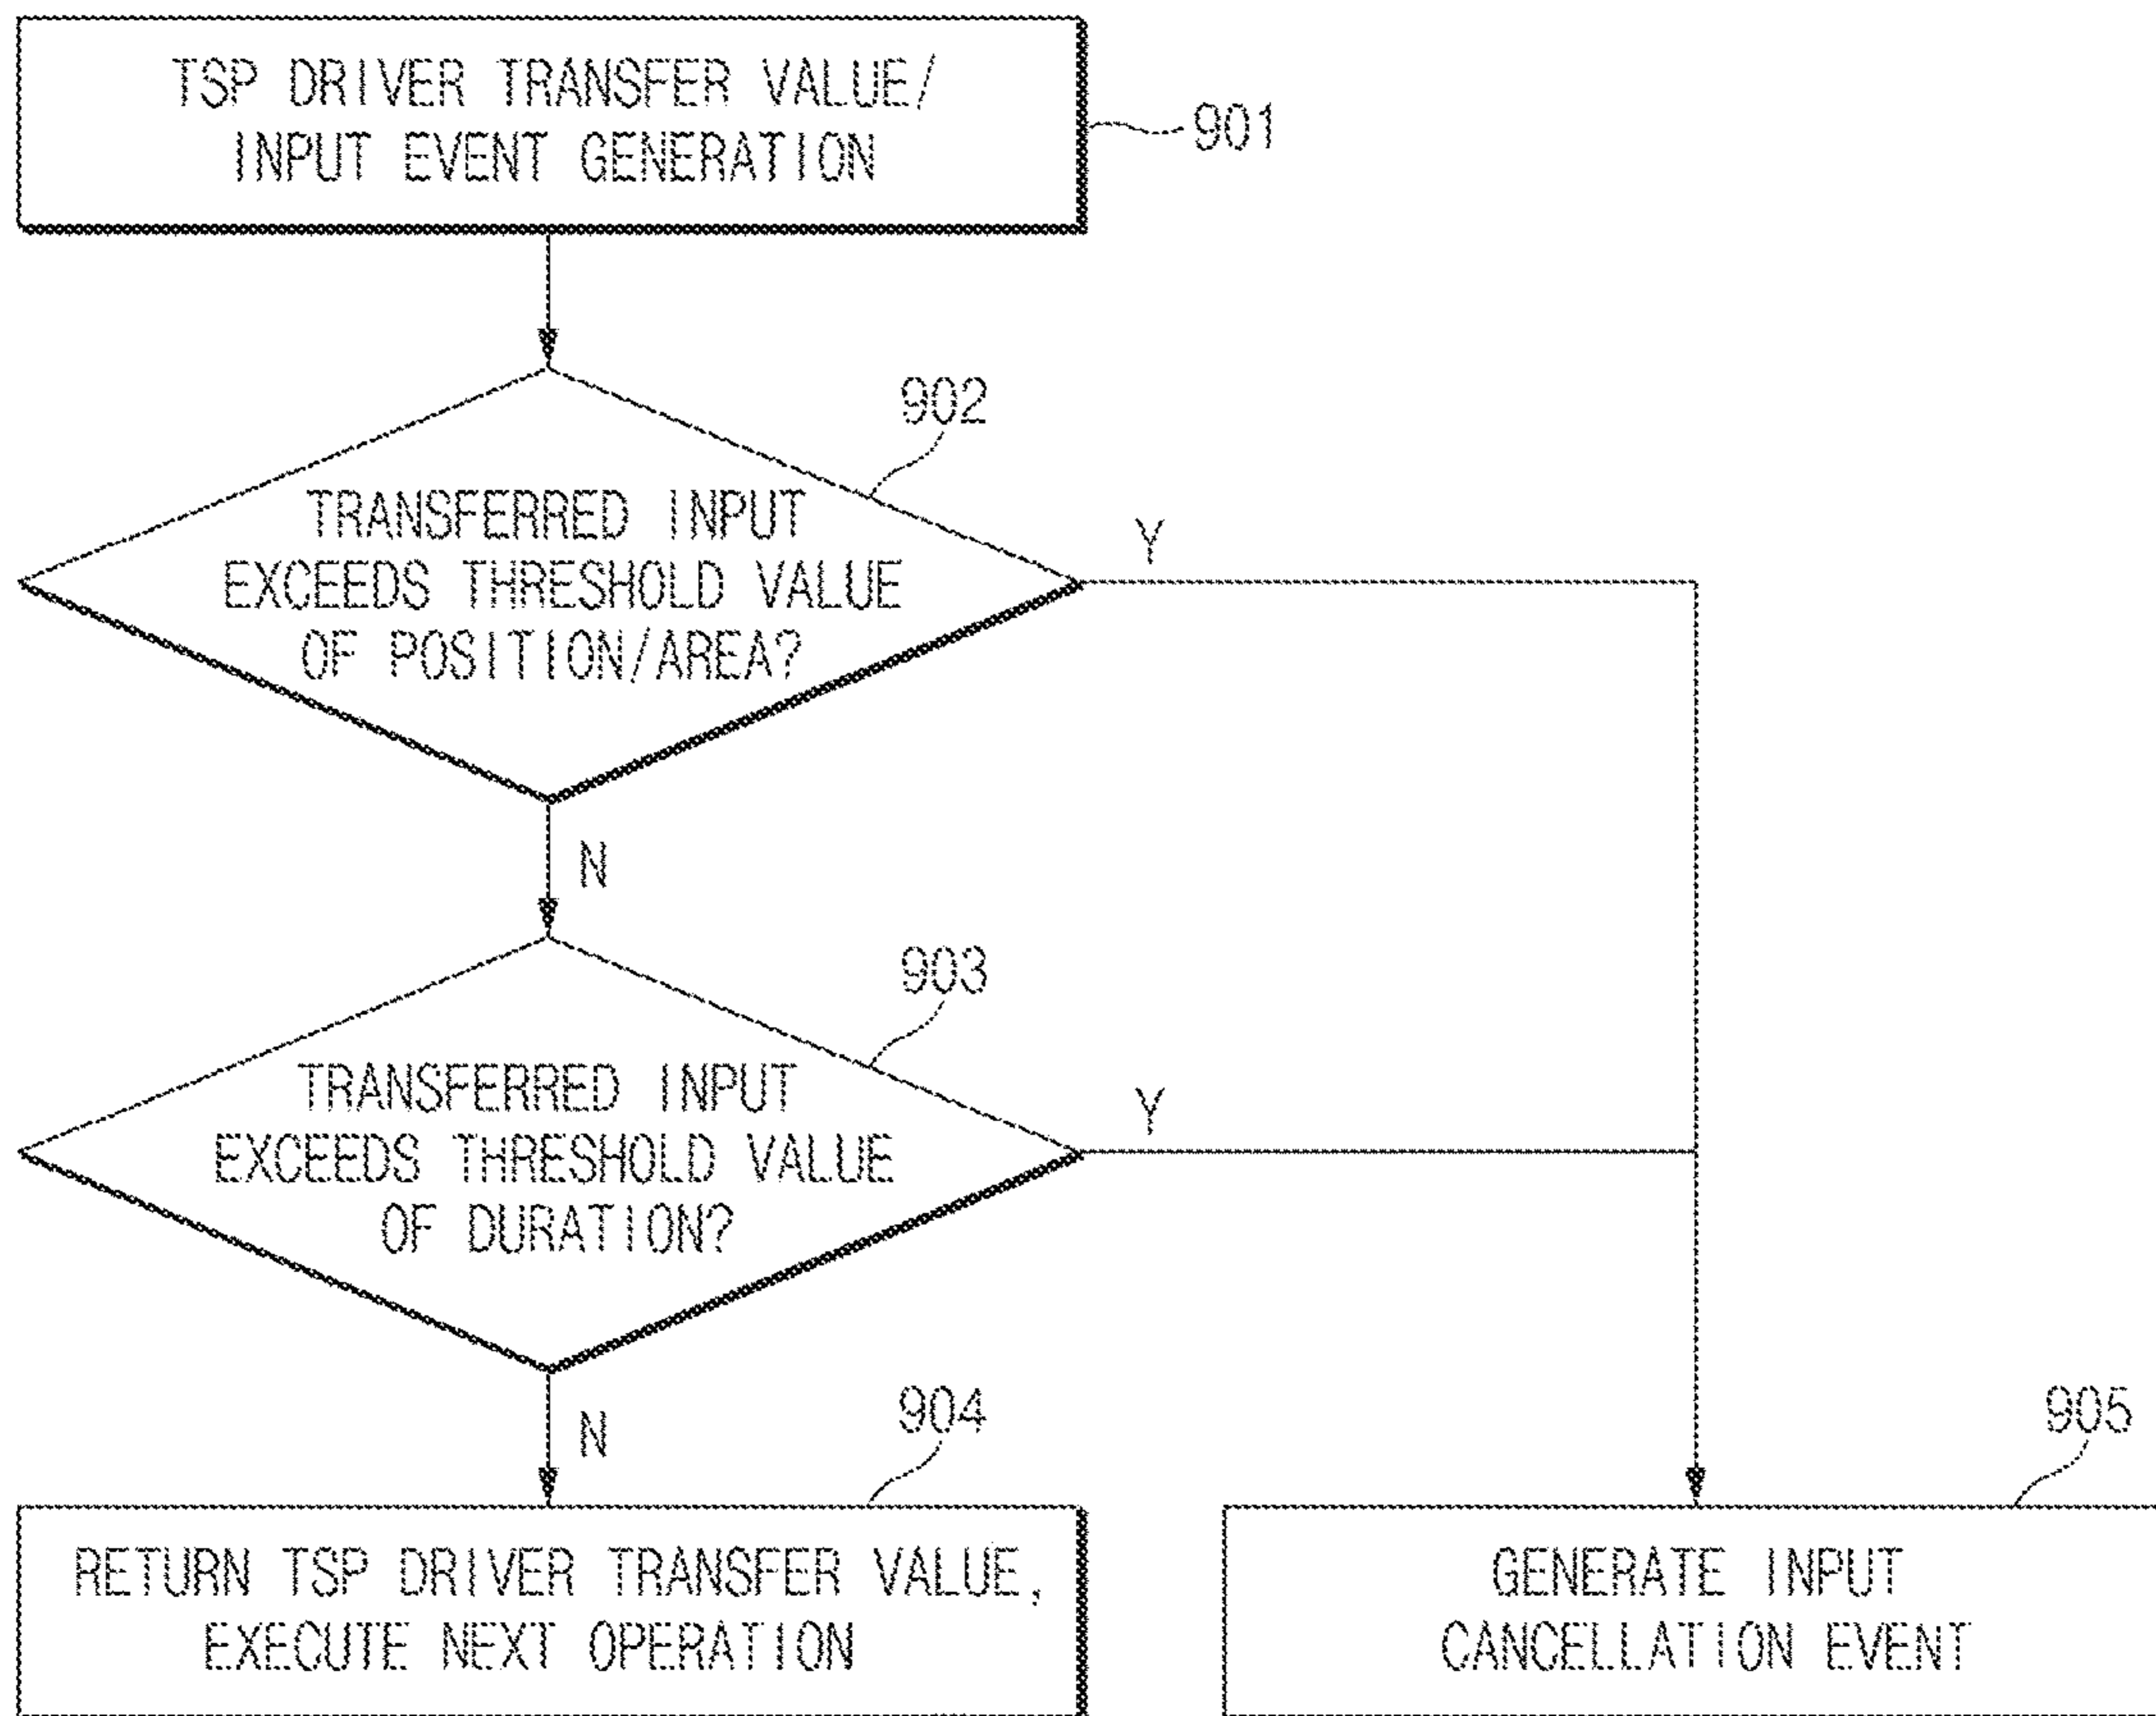 TSP DRIVER TRANSFER VALUE/
INPUT EVENT GENERATION
901
902
TRANSFERRED INPUT
EXCEEDS THRESHOLD VALUE
OF POSITION/AREA?
Y
N
903
TRANSFERRED INPUT
EXCEEDS THRESHOLD VALUE
OF DURATION?
Y
N
904
RETURN TSP DRIVER TRANSFER VALUE,
EXECUTE NEXT OPERATION
905
GENERATE INPUT
CANCELLATION EVENT